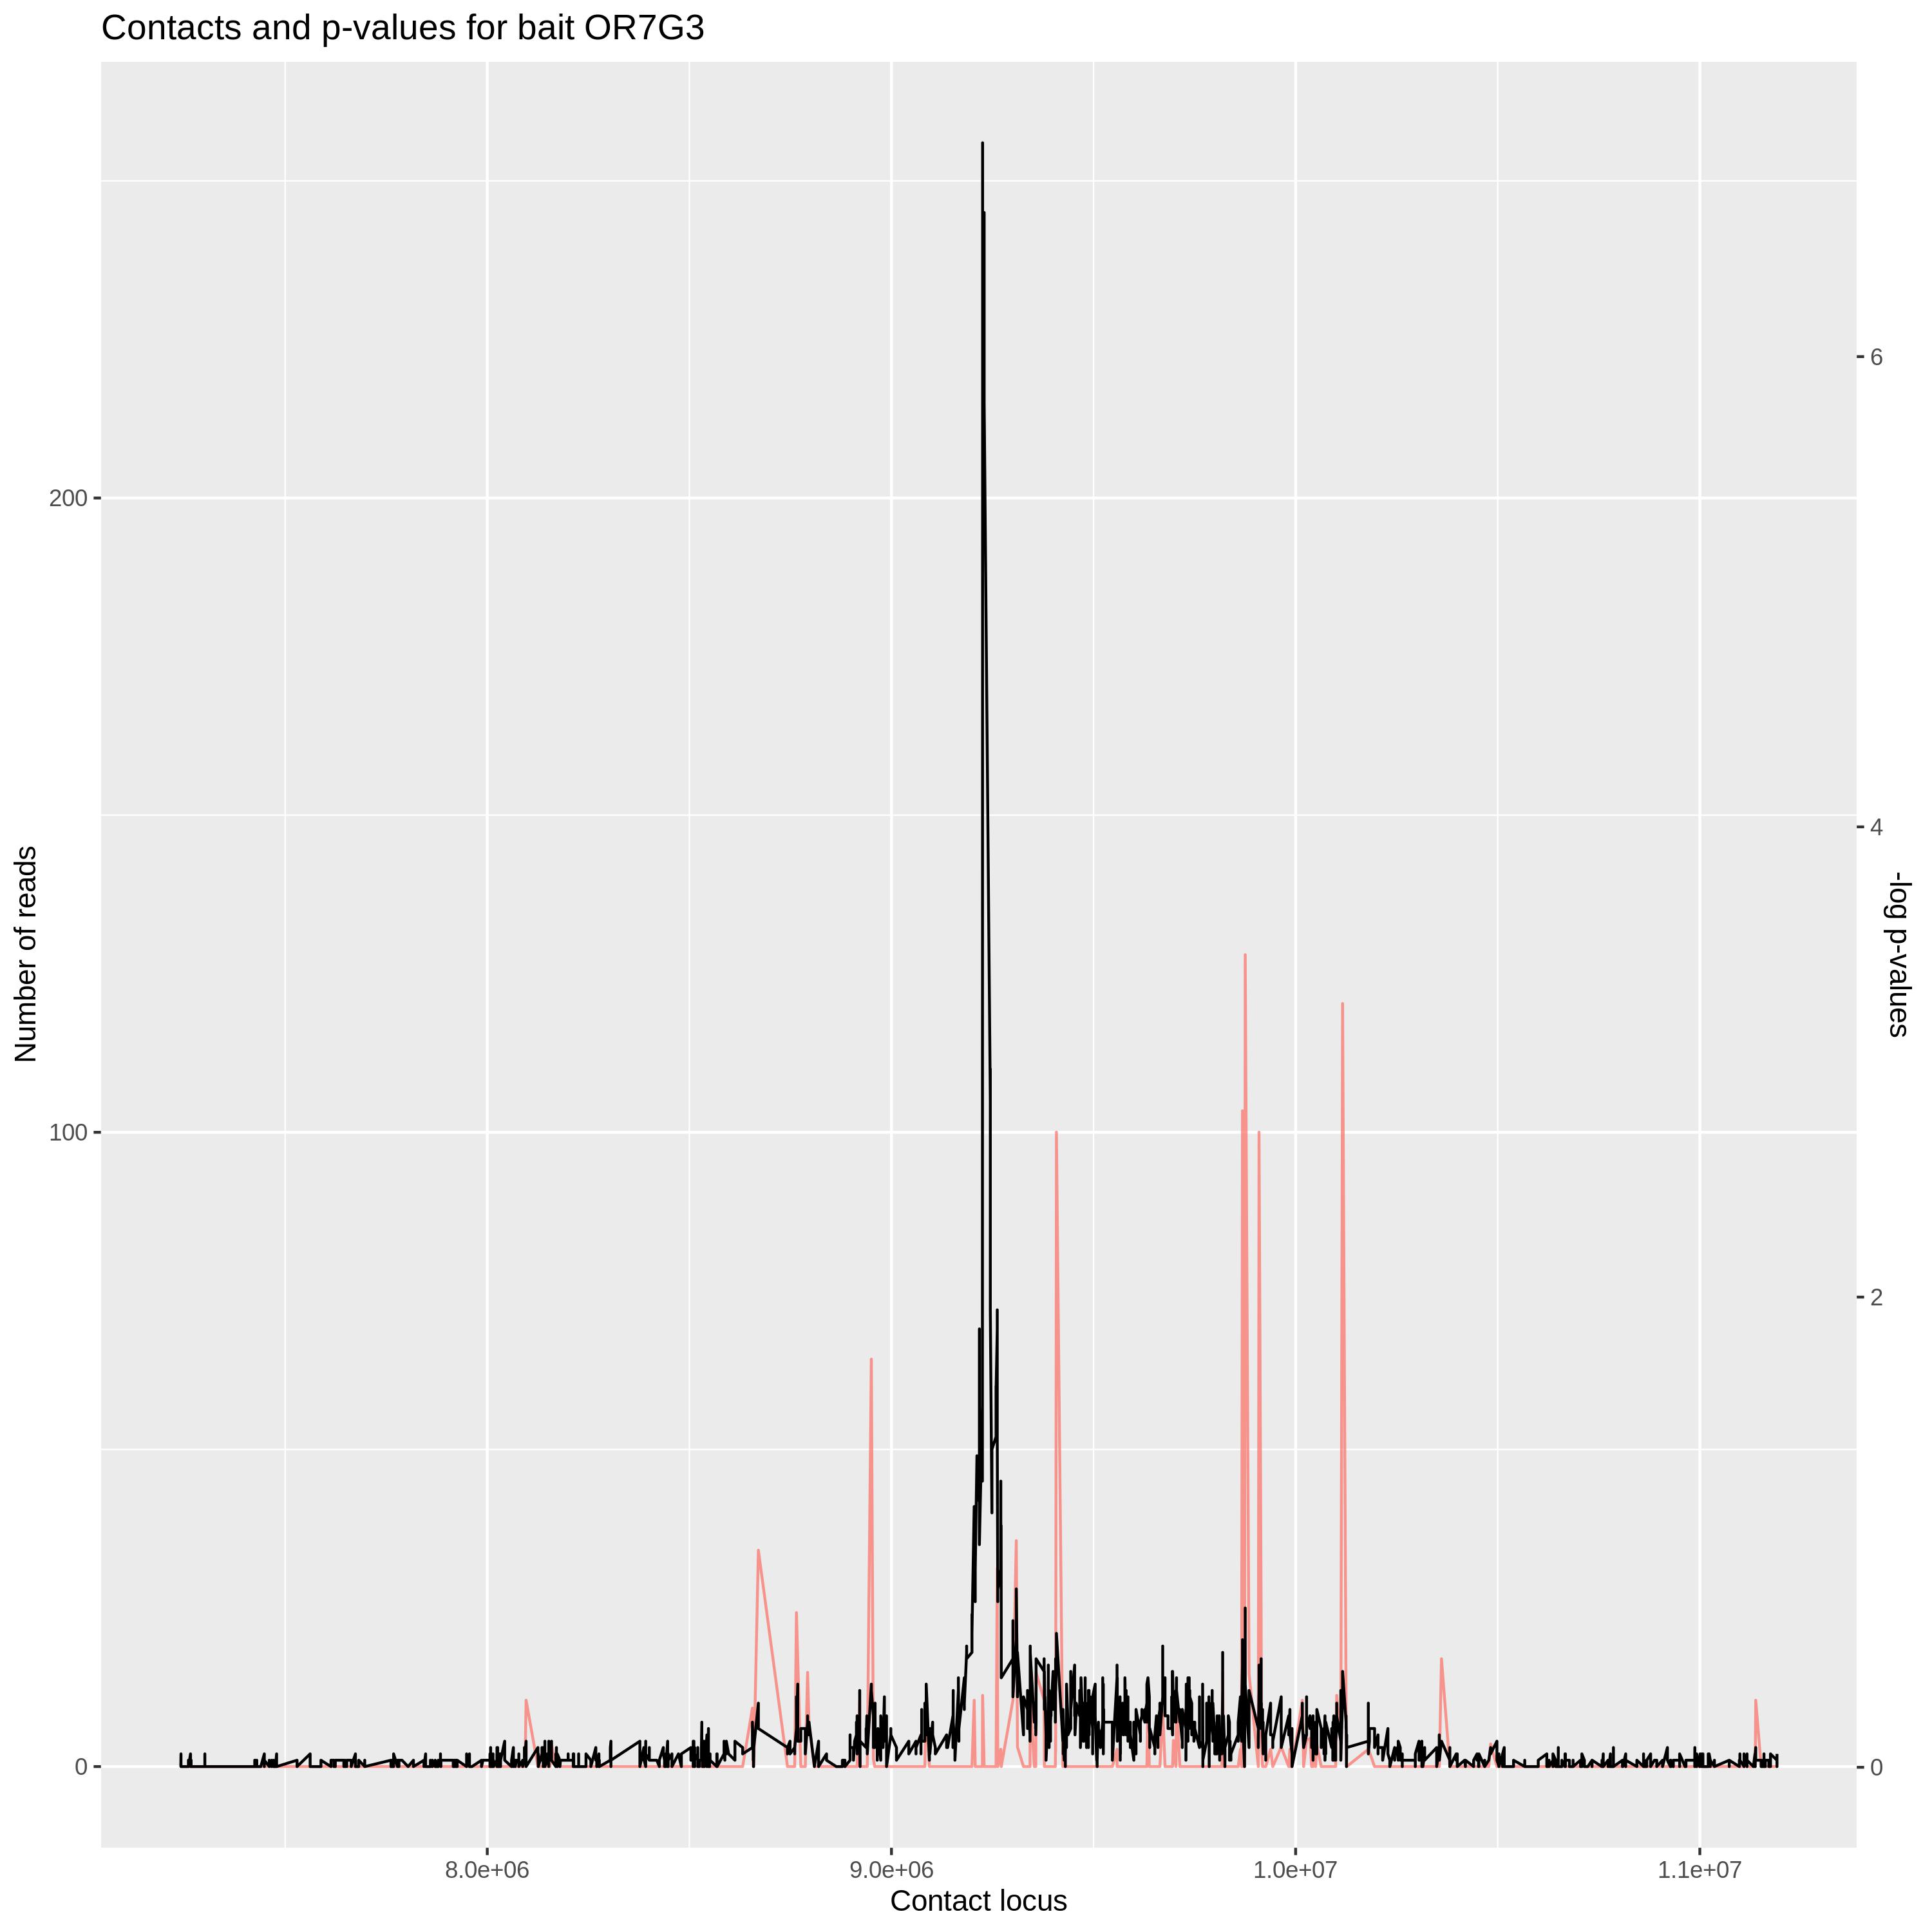 Contacts and p-values for bait OR7G3
Number of reads
200
100
0
6
4
2
0
-log p-values
8.0e+06
9.0e+06
1.0e+07
1.1e+07
Contact locus